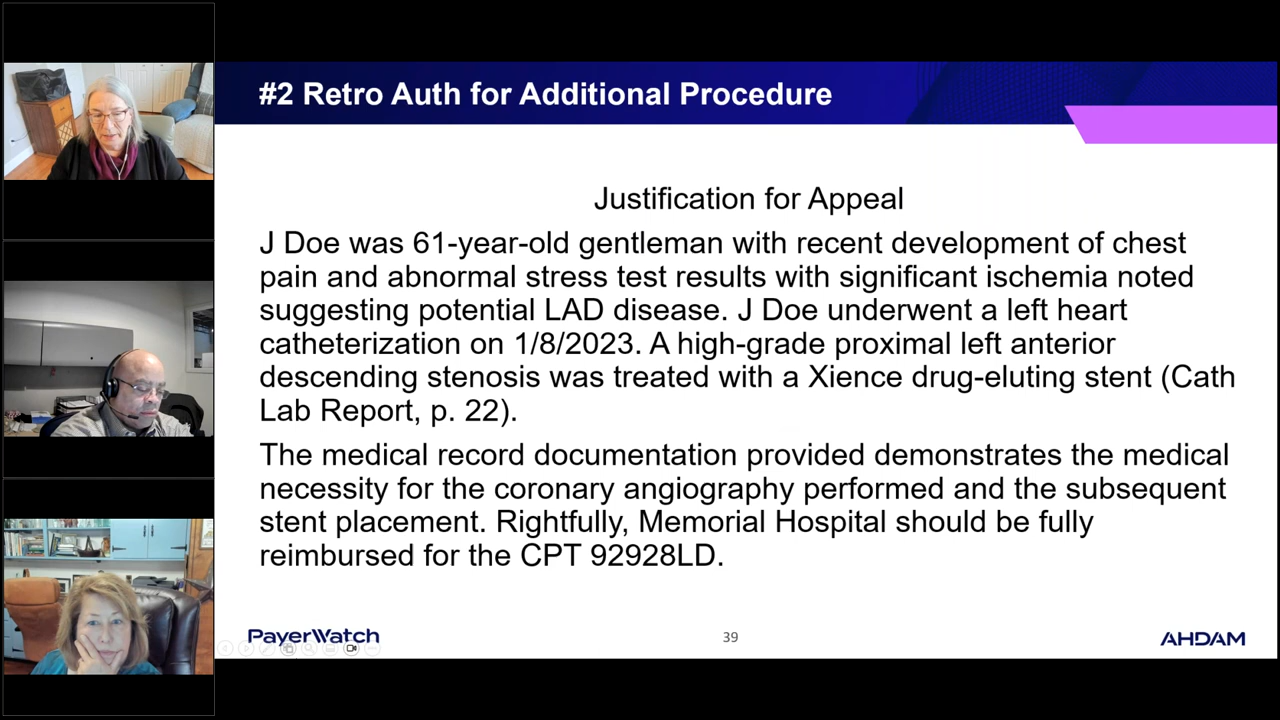 #2 Retro Auth for Additional Procedure
Justification for Appeal
J Doe was 61-year-old gentleman with recent development of chest
pain and abnormal stress test results with significant ischemia noted
suggesting potential LAD disease. J Doe underwent a left heart
catheterization on 1/8/2023. A high-grade proximal left anterior
descending stenosis was treated with a Xience drug-eluting stent (Cath
Lab Report, p. 22).
The medical record documentation provided demonstrates the medical
necessity for the coronary angiography performed and the subsequent
stent placement. Rightfully, Memorial Hospital should be fully
reimbursed for the CPT 92928LD.
PayerWatch
39
AHDAM